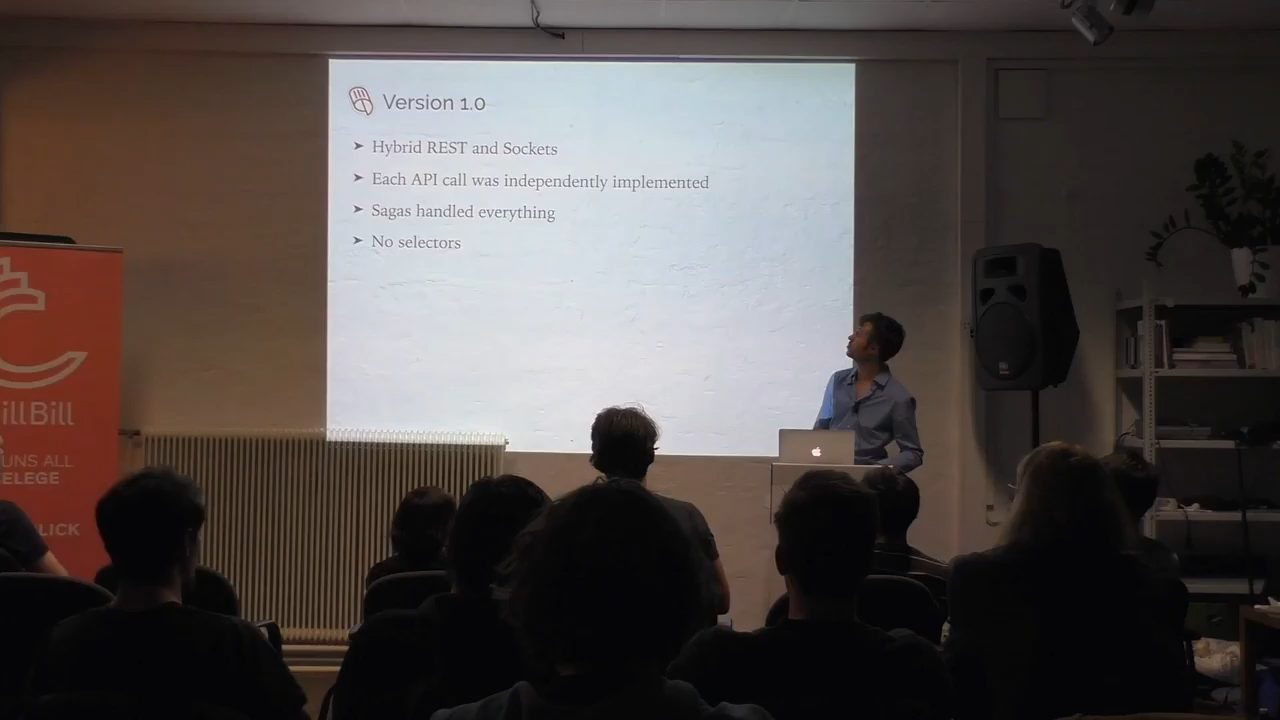 Version 1.0
➤ Hybrid REST and Sockets
➤ Each API call was independently implemented
➤ Sagas handled everything
➤ No selectors
illBill
UNS ALL
ELEGE
LICK